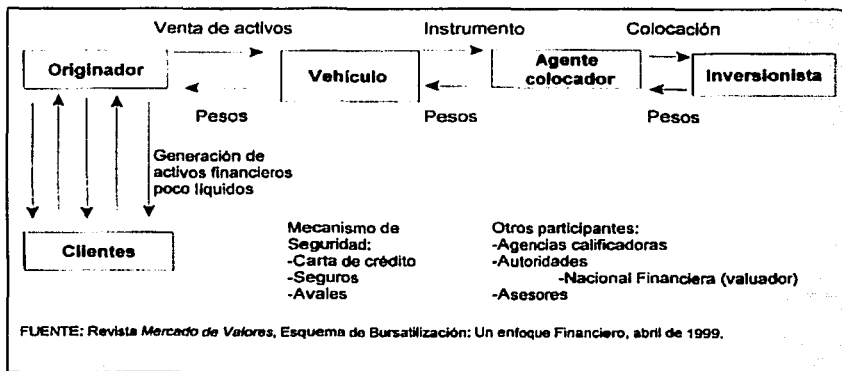 Venta de activos
Instrumento
Colocación
Originador
Vehículo
Agente
colocador
Inversionista
Pesos
Pesos
Pesos
Generación de
activos financieros
poco líquidos
Clientes
Mecanismo de
Seguridad:
-Carta de crédito
-Seguros
-Avales
Otros participantes:
-Agencias calificadoras
-Autoridades
-Nacional Financiera (valuador)
-Asesores
FUENTE: Revista Mercado de Valores, Esquema de Bursatilización: Un enfoque Financiero, abril de 1999.